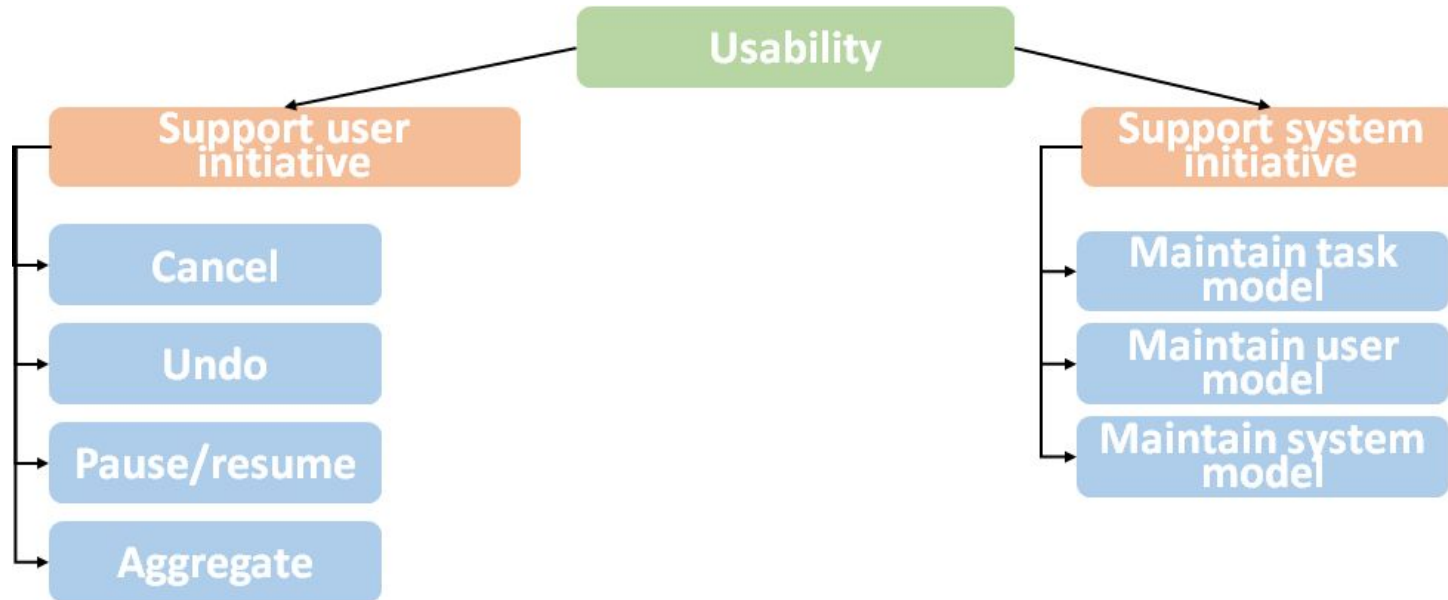 Usability
Support user
initiative
Cancel
Undo
Pause/resume
Aggregate
Support system
initiative
Maintain task
model
Maintain user
model
Maintain system
model